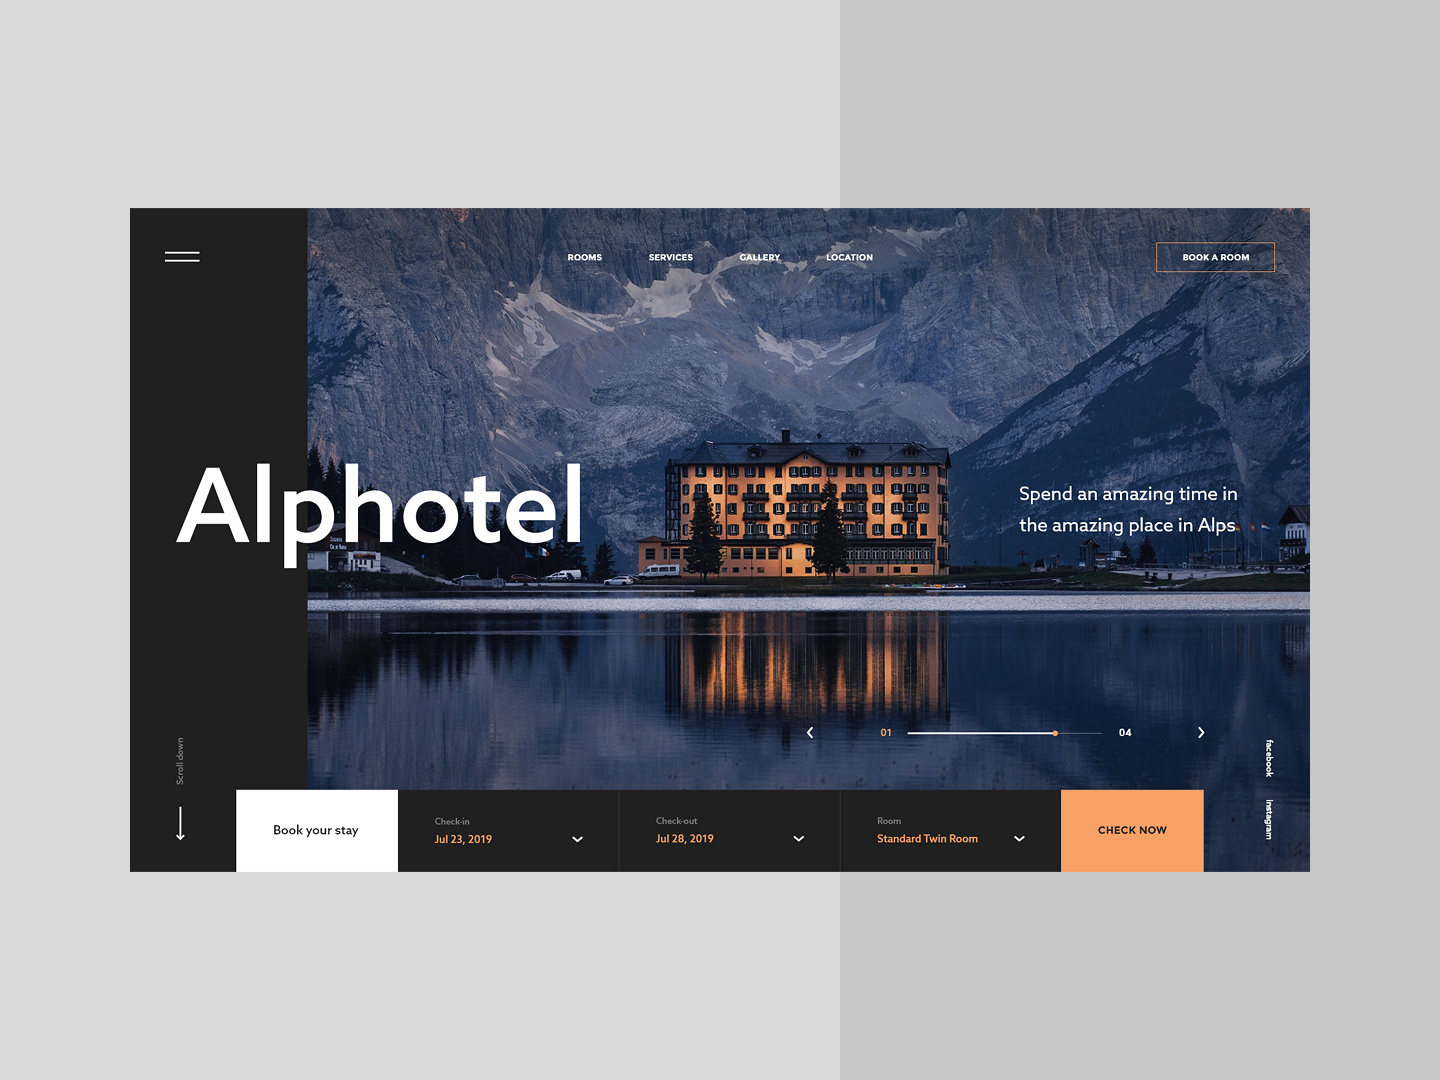 ROOMS
SERVICES
GALLERY
LOCATION
BOOK A ROOM
Alphotel
Spend an amazing time in
the amazing place in Alps
01
04
Scroll down
facebook
instagram
Book your stay
Check-in
Jul 23, 2019
Check-out
Jul 28, 2019
Room
Standard Twin Room
CHECK NOW